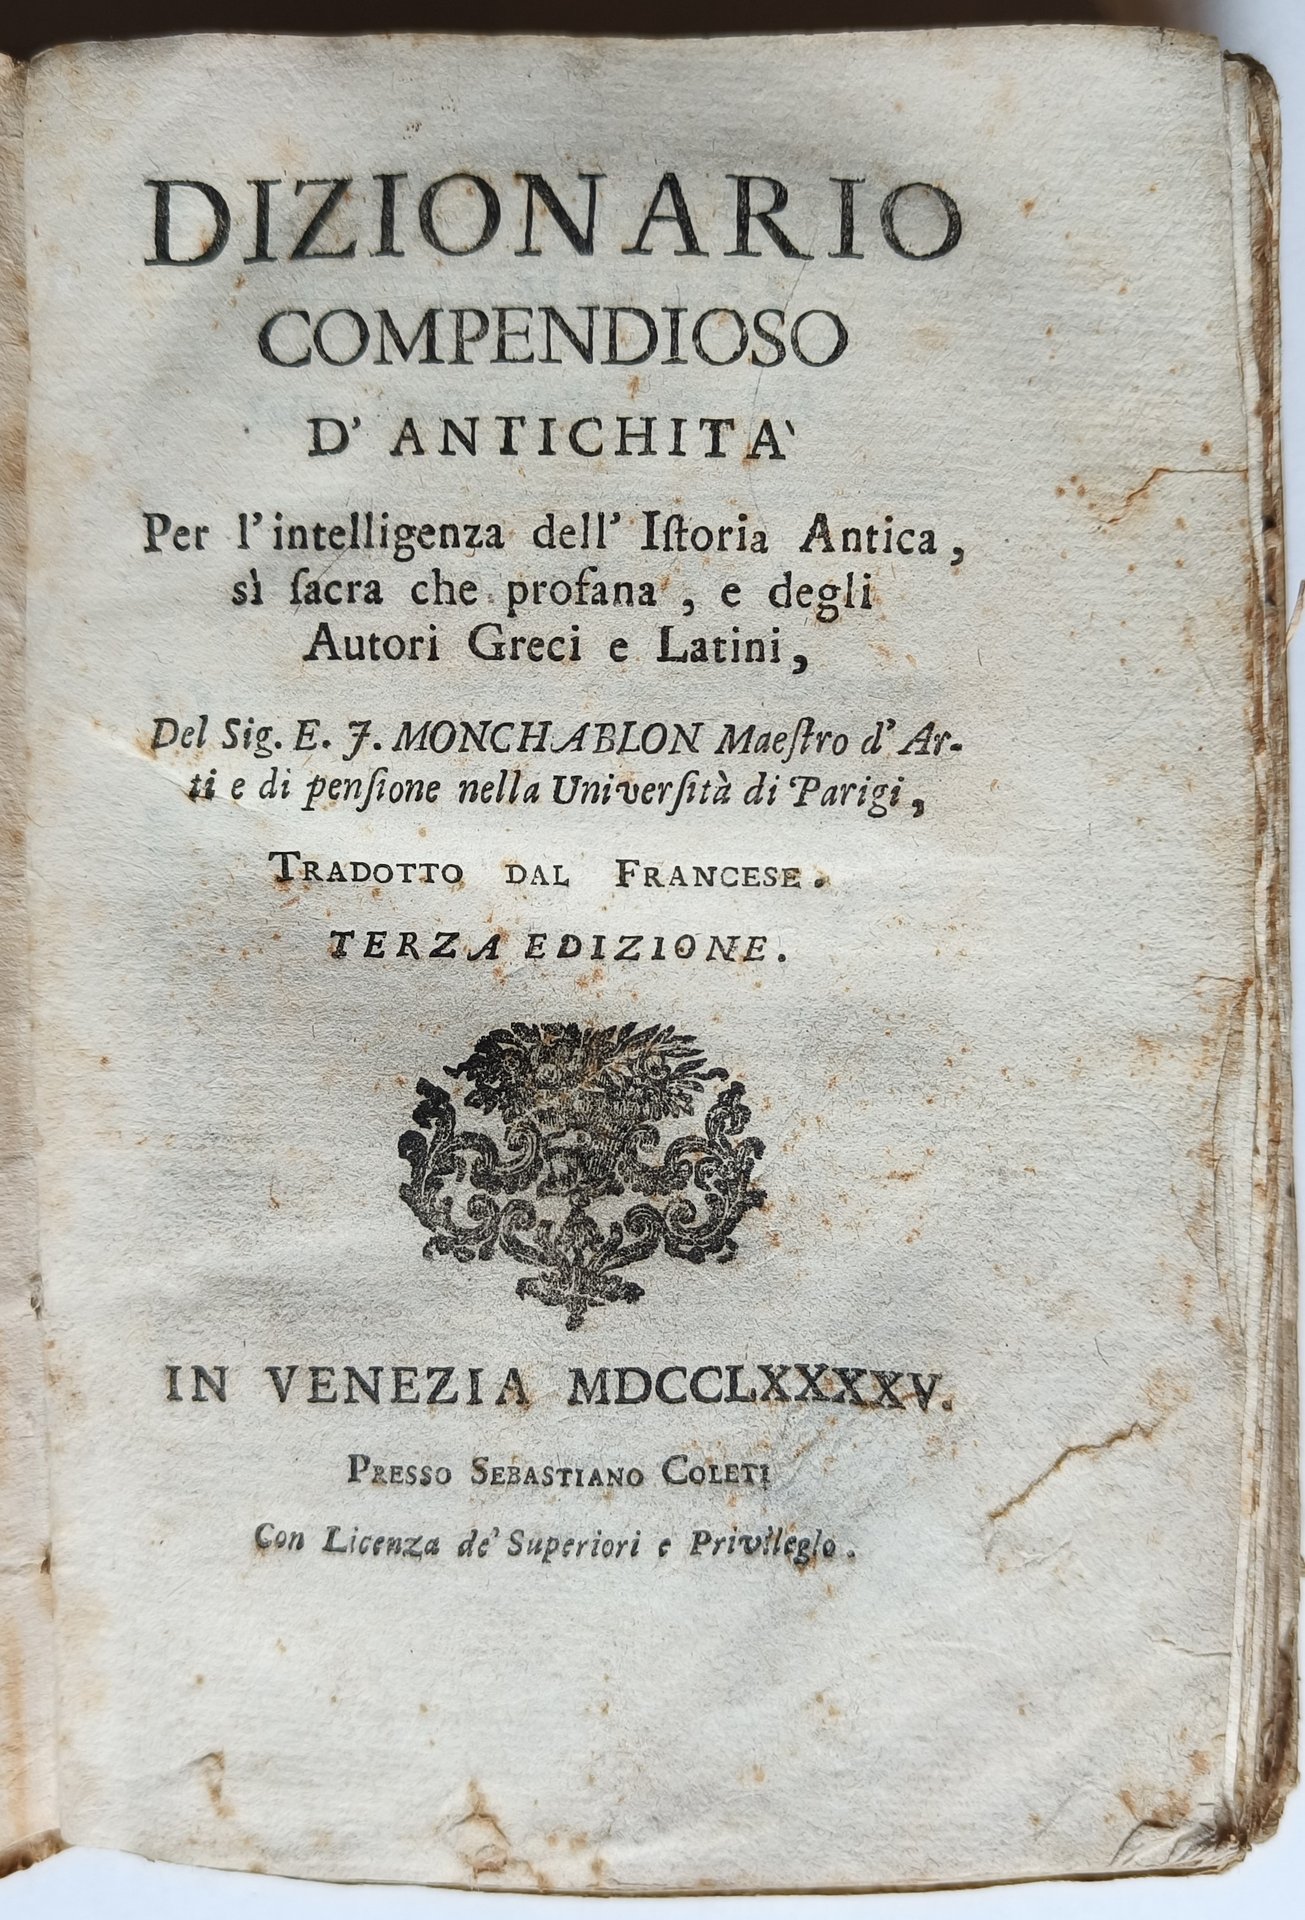 DIZIONARIO
COMPENDIOSO
D' ANTICHITA'
Per l'intelligenza dell' Iſtoria Antica,
sì ſacra che profana, e degli
Autori Greci e Latini,
Del Sig. E. J. MONCHABLON Maeſtro d' Ar-
ti e di penſione nella Univerſità di Parigi,
TRADOTTO DAL FRANCESE.
TERZA EDIZIONE.
IN VENEZIA MDCCLXXXXV.
PRESSO SEBASTIANO COLETI
Con Licenza de' Superiori e Privilegio.